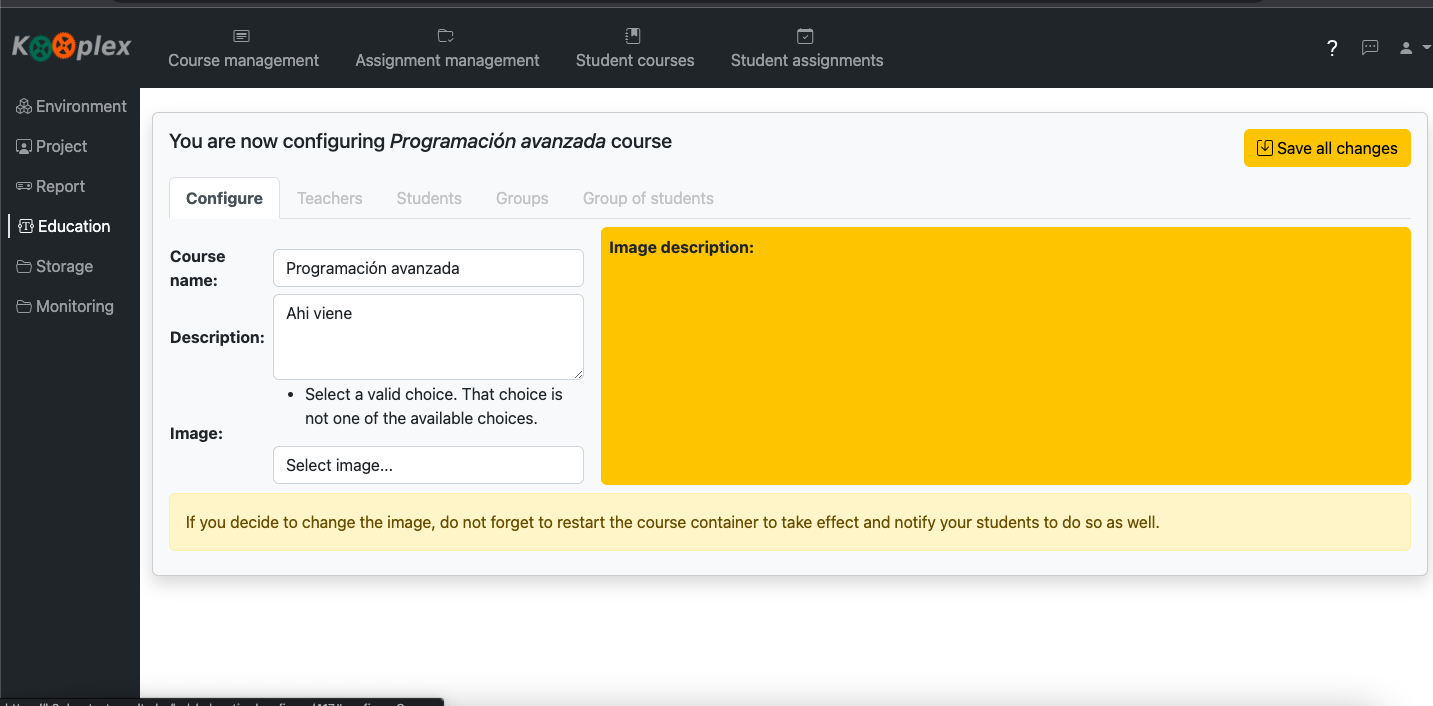 Kooplex
Course management
Assignment management
Student courses
Student assignments
?
Environment
Project
Report
Education
Storage
Monitoring
You are now configuring Programación avanzada course
Save all changes
Configure
Teachers
Students
Groups
Group of students
Course
name:
Programación avanzada
Description:
Ahi viene
• Select a valid choice. That choice is
not one of the available choices.
Image:
Select image...
Image description:
If you decide to change the image, do not forget to restart the course container to take effect and notify your students to do so as well.